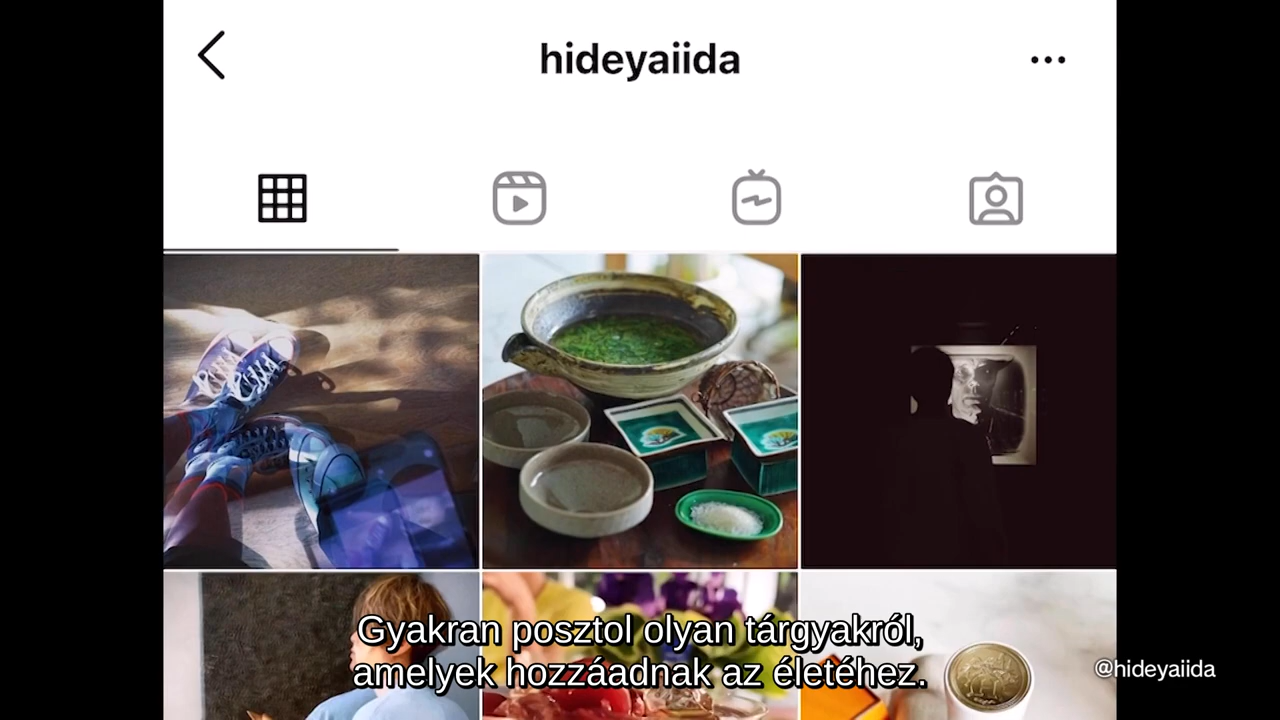 hideyaiida
Gyakran posztol olyan tárgyakról,
amelyek hozzáadnak az életéhez.
@hideyaiida